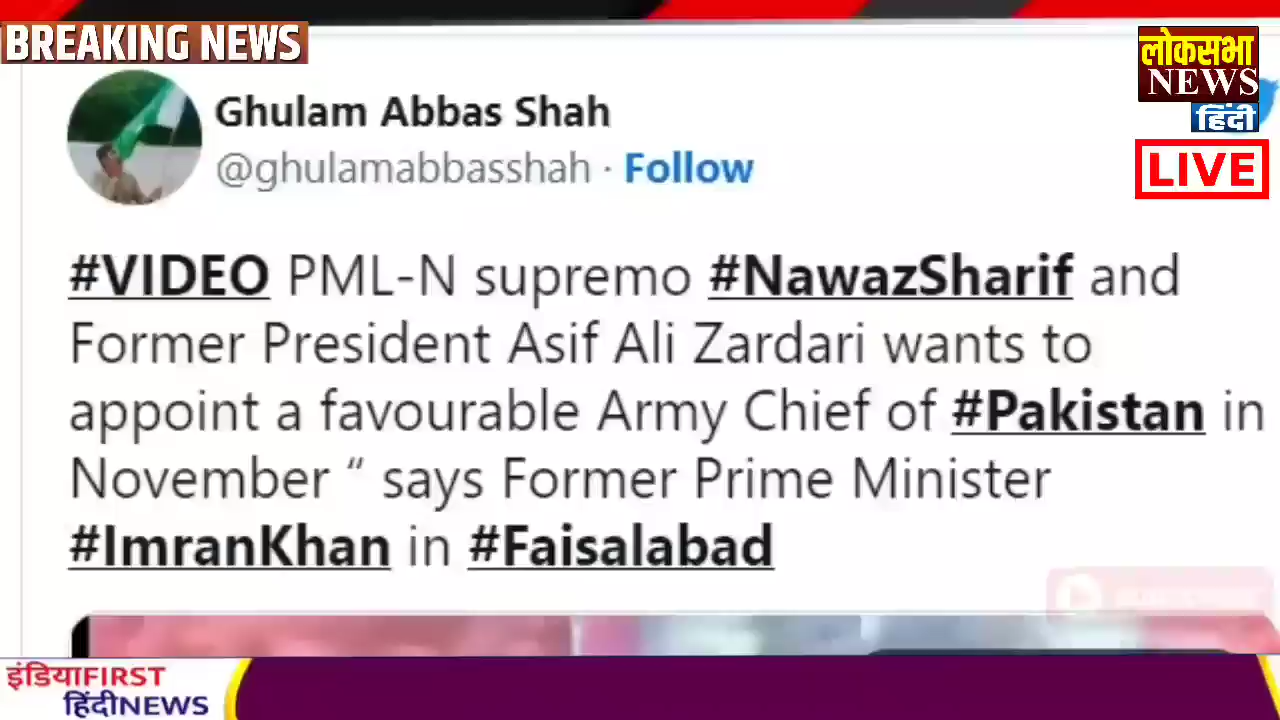 BREAKING NEWS
लोकसभा
NEWS
हिंदी
LIVE
Ghulam Abbas Shah
@ghulamabbasshah · Follow
#VIDEO PML-N supremo #NawazSharif and
Former President Asif Ali Zardari wants to
appoint a favourable Army Chief of #Pakistan in
November “ says Former Prime Minister
#ImranKhan in #Faisalabad
इंडियाFIRST
हिंदीNEWS